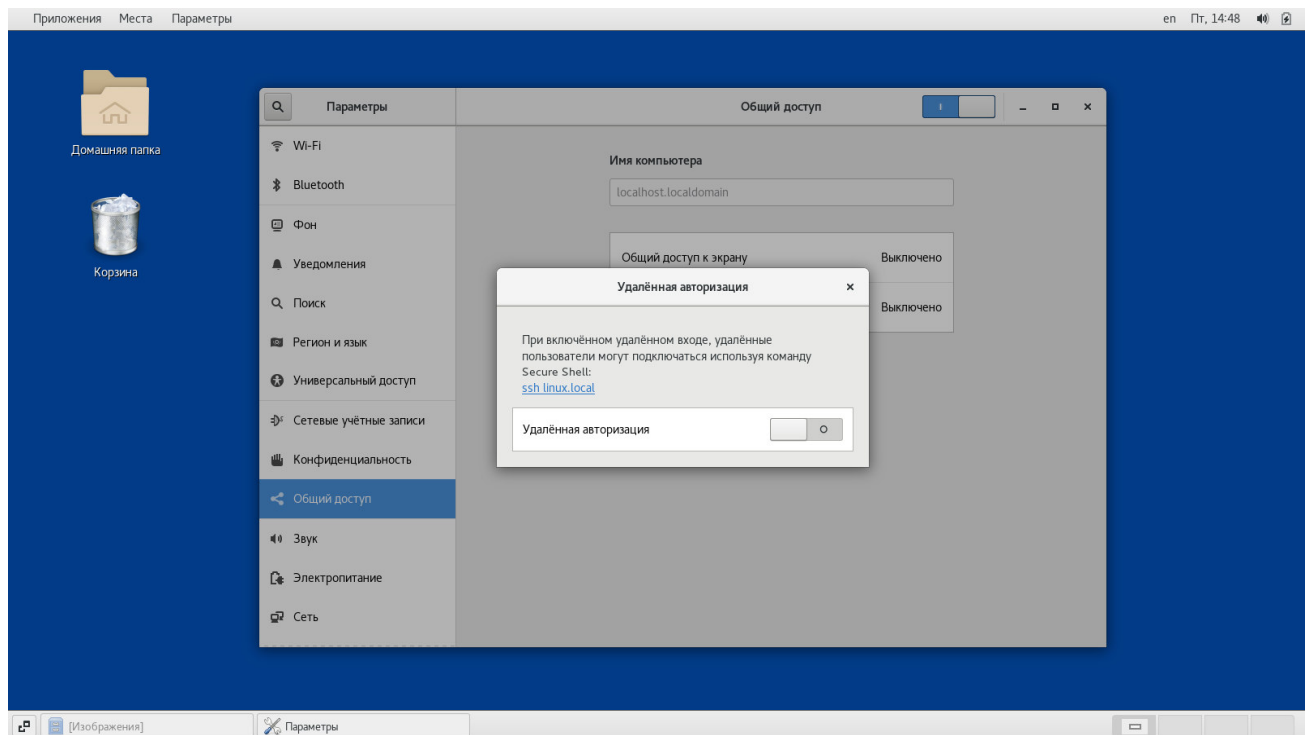 Приложения Места Параметры
en Пт, 14:48
Домашняя папка
Корзина
Параметры
Общий доступ
Wi-Fi
Bluetooth
Фон
Уведомления
Поиск
Регион и язык
Универсальный доступ
Сетевые учётные записи
Конфиденциальность
Общий доступ
Звук
Электропитание
Сеть
Имя компьютера
localhost.localdomain
Общий доступ к экрану Выключено
Выключено
Удалённая авторизация
При включённом удалённом входе, удалённые
пользователи могут подключаться используя команду
Secure Shell:
ssh linux.local
Удалённая авторизация
[Изображения]
Параметры